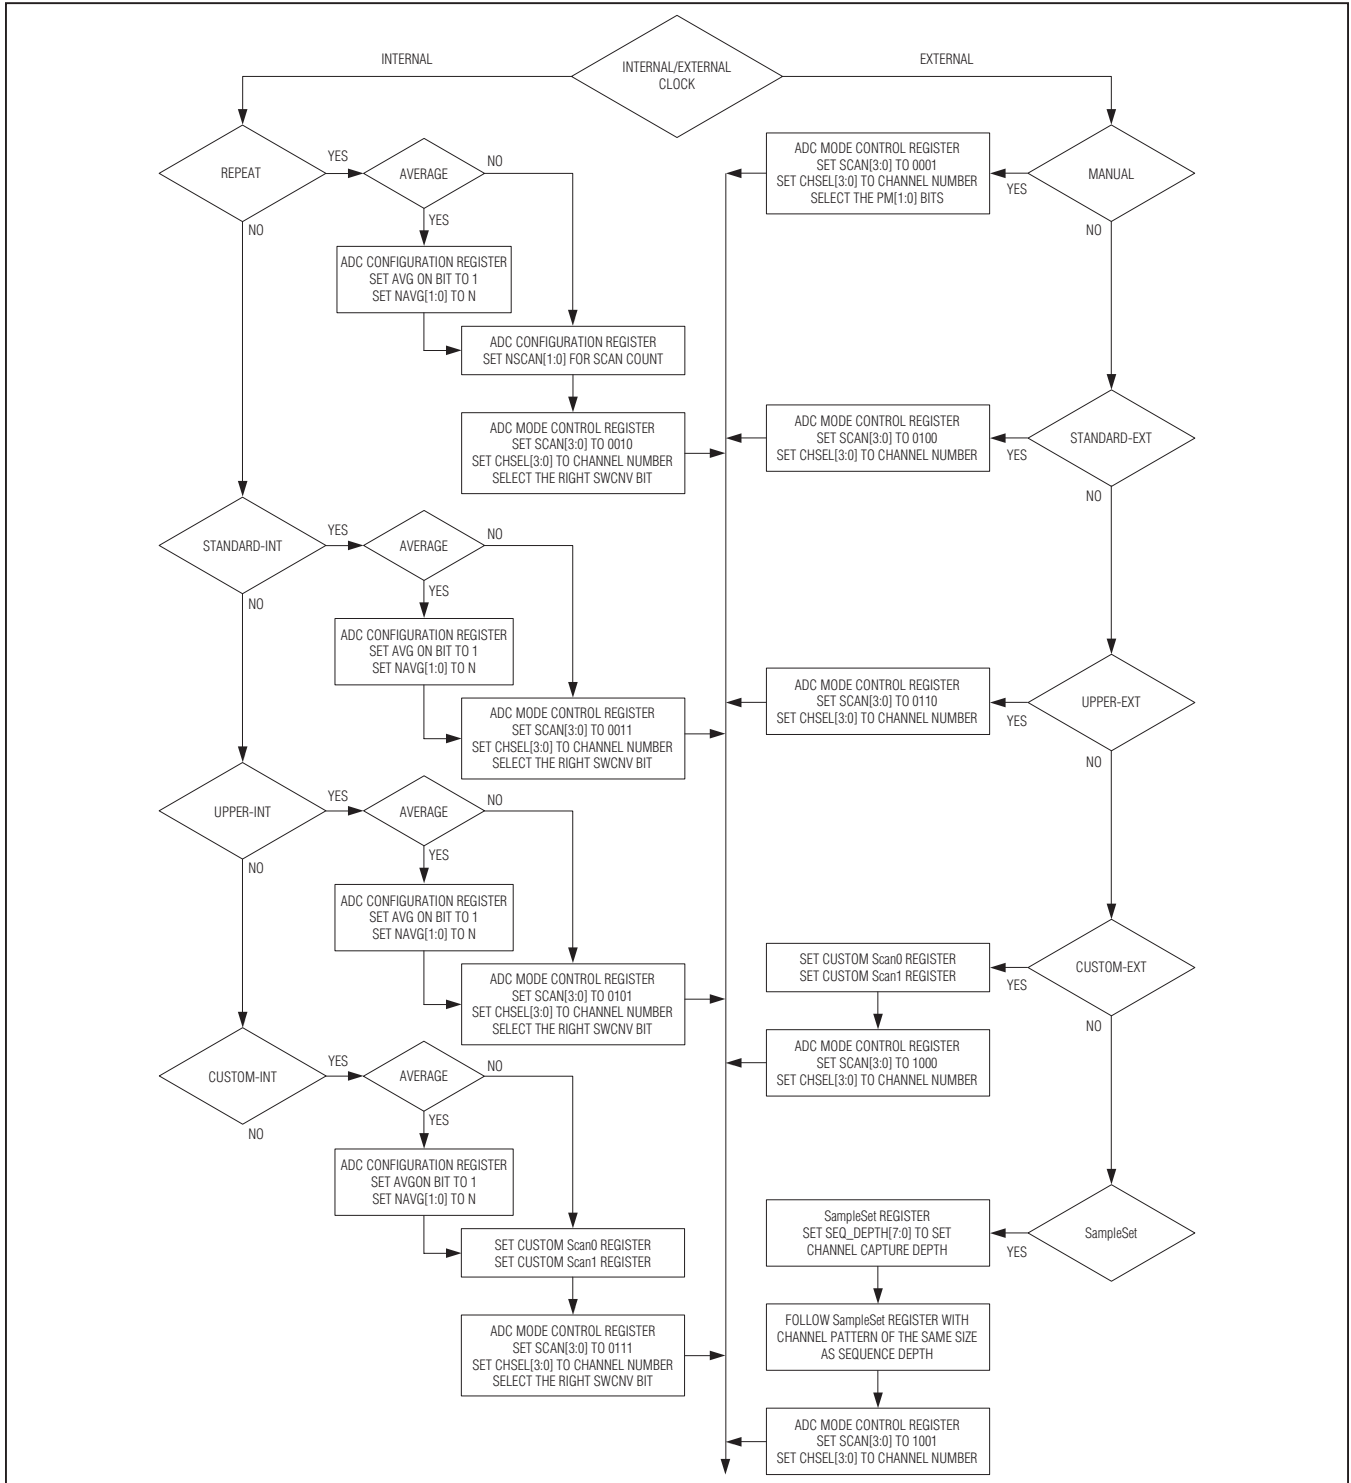 INTERNAL
INTERNAL/EXTERNAL
CLOCK
EXTERNAL
REPEAT
YES
AVERAGE
NO
YES
NO
ADC CONFIGURATION REGISTER
SET AVG ON BIT TO 1
SET NAVG[1:0] TO N
ADC CONFIGURATION REGISTER
SET NSCAN[1:0] FOR SCAN COUNT
ADC MODE CONTROL REGISTER
SET SCAN[3:0] TO 0010
SET CHSEL[3:0] TO CHANNEL NUMBER
SELECT THE RIGHT SWCNV BIT
STANDARD-INT
YES
AVERAGE
NO
YES
NO
ADC CONFIGURATION REGISTER
SET AVG ON BIT TO 1
SET NAVG[1:0] TO N
ADC MODE CONTROL REGISTER
SET SCAN[3:0] TO 0011
SET CHSEL[3:0] TO CHANNEL NUMBER
SELECT THE RIGHT SWCNV BIT
UPPER-INT
YES
AVERAGE
NO
YES
NO
ADC CONFIGURATION REGISTER
SET AVG ON BIT TO 1
SET NAVG[1:0] TO N
ADC MODE CONTROL REGISTER
SET SCAN[3:0] TO 0101
SET CHSEL[3:0] TO CHANNEL NUMBER
SELECT THE RIGHT SWCNV BIT
CUSTOM-INT
YES
AVERAGE
NO
YES
NO
ADC CONFIGURATION REGISTER
SET AVGON BIT TO 1
SET NAVG[1:0] TO N
SET CUSTOM Scan0 REGISTER
SET CUSTOM Scan1 REGISTER
ADC MODE CONTROL REGISTER
SET SCAN[3:0] TO 0111
SET CHSEL[3:0] TO CHANNEL NUMBER
SELECT THE RIGHT SWCNV BIT
ADC MODE CONTROL REGISTER
SET SCAN[3:0] TO 0001
SET CHSEL[3:0] TO CHANNEL NUMBER
SELECT THE PM[1:0] BITS
YES
MANUAL
NO
ADC MODE CONTROL REGISTER
SET SCAN[3:0] TO 0100
SET CHSEL[3:0] TO CHANNEL NUMBER
YES
STANDARD-EXT
NO
ADC MODE CONTROL REGISTER
SET SCAN[3:0] TO 0110
SET CHSEL[3:0] TO CHANNEL NUMBER
YES
UPPER-EXT
NO
SET CUSTOM Scan0 REGISTER
SET CUSTOM Scan1 REGISTER
YES
CUSTOM-EXT
NO
ADC MODE CONTROL REGISTER
SET SCAN[3:0] TO 1000
SET CHSEL[3:0] TO CHANNEL NUMBER
SampleSet REGISTER
SET SEQ_DEPTH[7:0] TO SET
CHANNEL CAPTURE DEPTH
YES
SampleSet
FOLLOW SampleSet REGISTER WITH
CHANNEL PATTERN OF THE SAME SIZE
AS SEQUENCE DEPTH
ADC MODE CONTROL REGISTER
SET SCAN[3:0] TO 1001
SET CHSEL[3:0] TO CHANNEL NUMBER